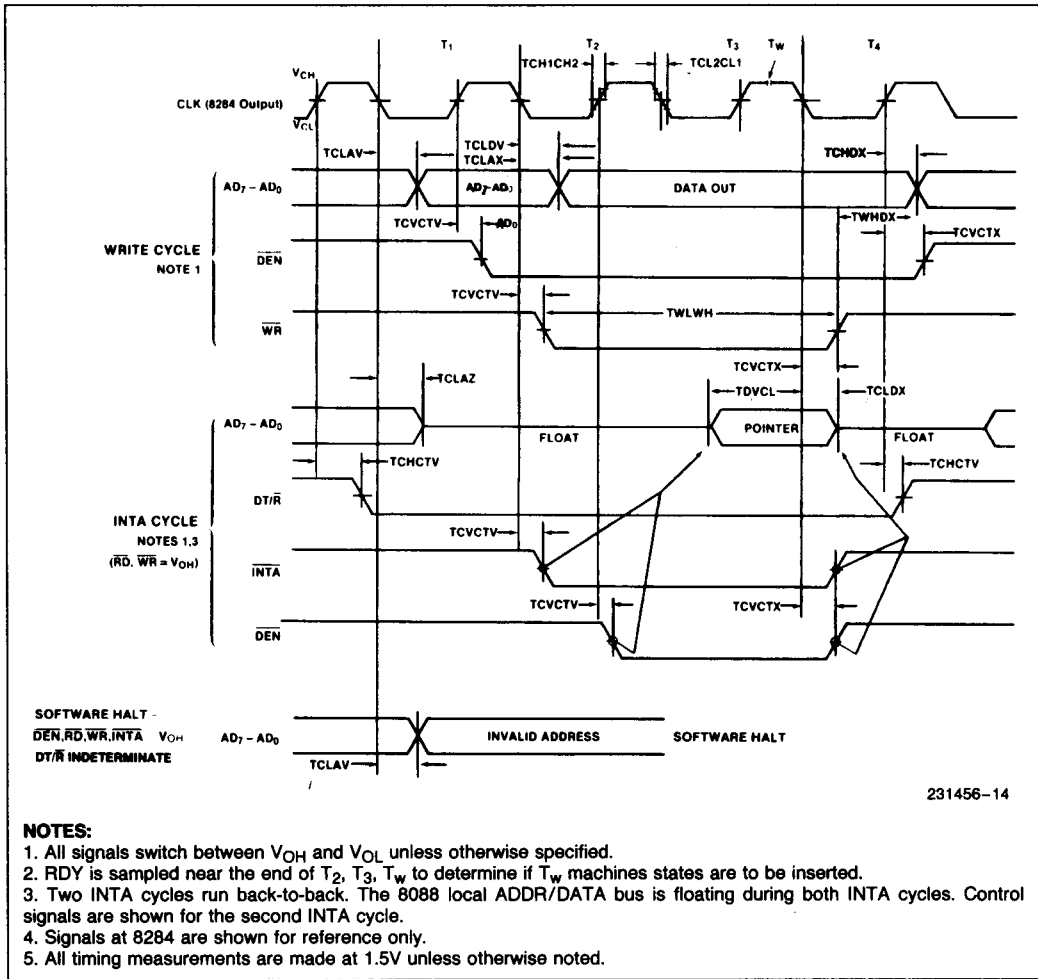 T1 T2 T3 TW T4
TCH1CH2 TCL2CL1
VCH
CLK (8284 Output)
VCL
TCLAV TCLDV TCHDX
TCLAX
AD7 – AD0 AD7–AD0 DATA OUT
TCVCTV AD0 TWHDX
WRITE CYCLE
NOTE 1
DEN TCVCTX
TCVCTV TWLWH
WR
TCVCTX
TCLAZ TDVCL TCLDX
AD7 – AD0 FLOAT POINTER FLOAT
TCHCTV TCHCTV
DT/R
INTA CYCLE
NOTES 1,3
(RD, WR = VOH)
TCVCTV
INTA
TCVCTV TCVCTX
DEN
SOFTWARE HALT -
DEN,RD,WR,INTA VOH AD7 – AD0 INVALID ADDRESS SOFTWARE HALT
DT/R INDETERMINATE
TCLAV
231456–14
NOTES:
1. All signals switch between VOH and VOL unless otherwise specified.
2. RDY is sampled near the end of T2, T3, Tw to determine if Tw machines states are to be inserted.
3. Two INTA cycles run back-to-back. The 8088 local ADDR/DATA bus is floating during both INTA cycles. Control
signals are shown for the second INTA cycle.
4. Signals at 8284 are shown for reference only.
5. All timing measurements are made at 1.5V unless otherwise noted.